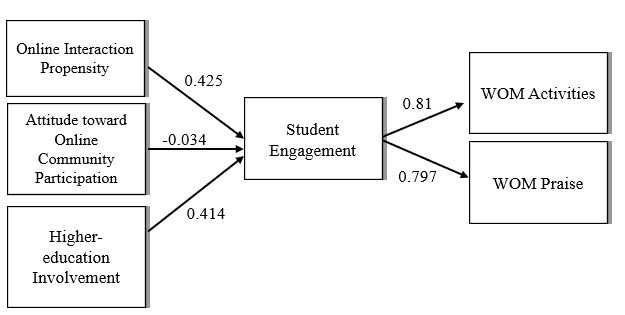 Online Interaction
Propensity
0.425
Attitude toward
Online
Community
Participation
-0.034
Higher-
education
Involvement
0.414
Student
Engagement
0.81
WOM Activities
0.797
WOM Praise